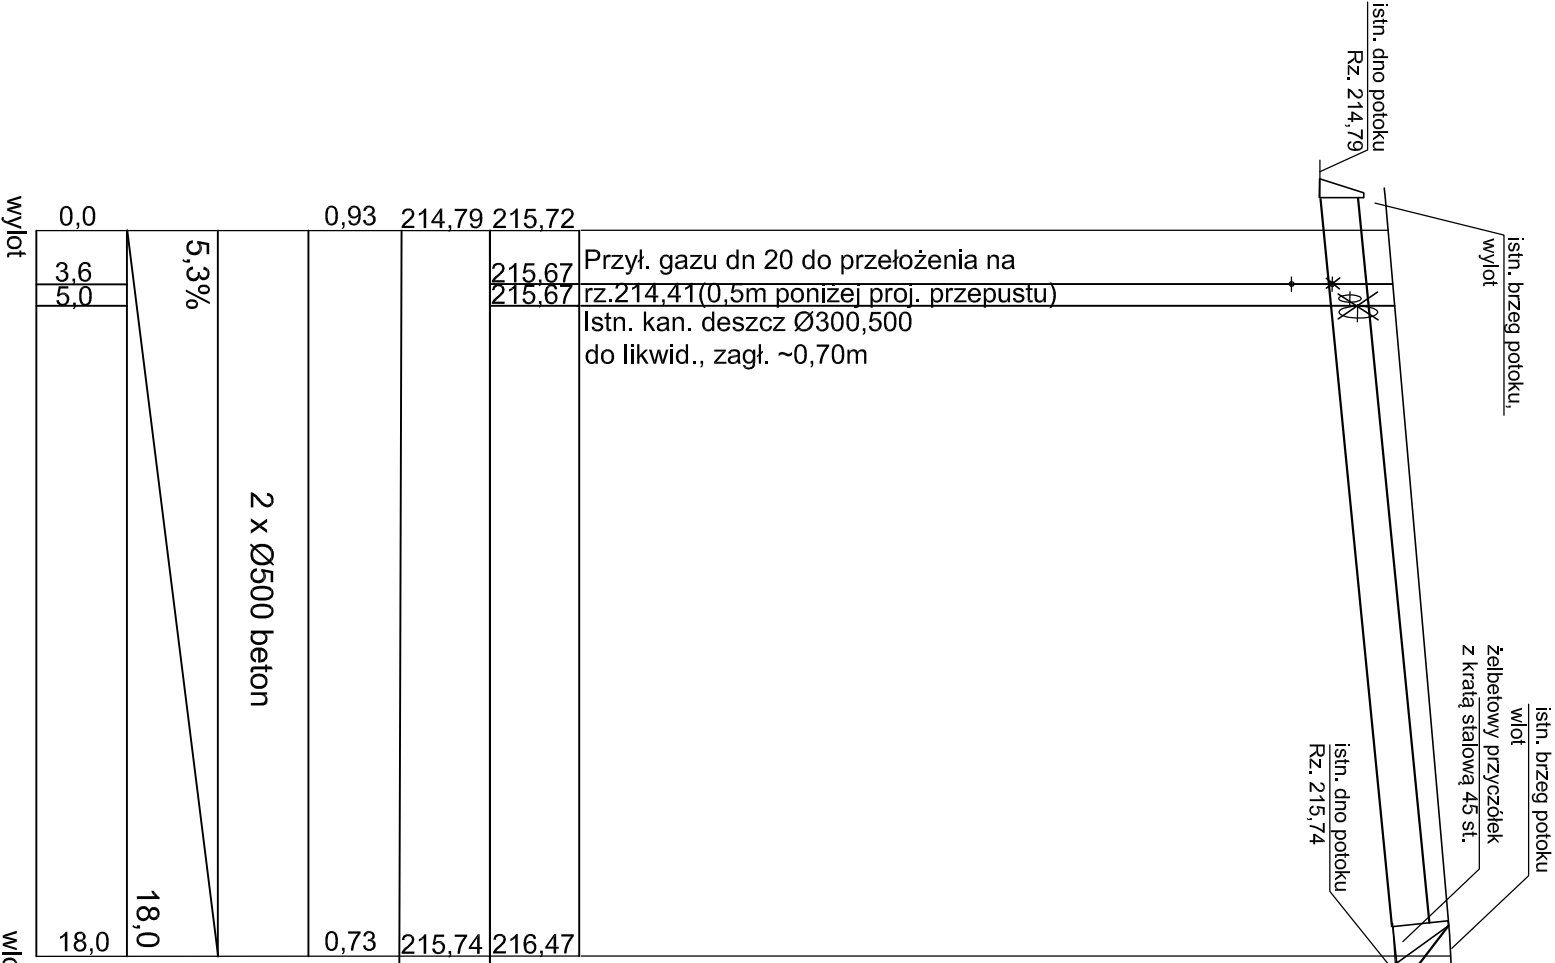 istn. dno potoku
Rz. 214,79
istn. brzeg potoku,
wylot
istn. brzeg potoku
wlot
żelbetowy przyczółek
z kratą stalową 45 st.
istn. dno potoku
Rz. 215,74
wylot
0,0
0,93
214,79
215,72
3,6
215,67
Przył. gazu dn 20 do przełożenia na
5,0
215,67
rz.214,41(0,5m poniżej proj. przepustu)
Istn. kan. deszcz Ø300,500
do likwid., zagł. ~0,70m
5,3%
2 x Ø500 beton
18,0
18,0
0,73
215,74
216,47